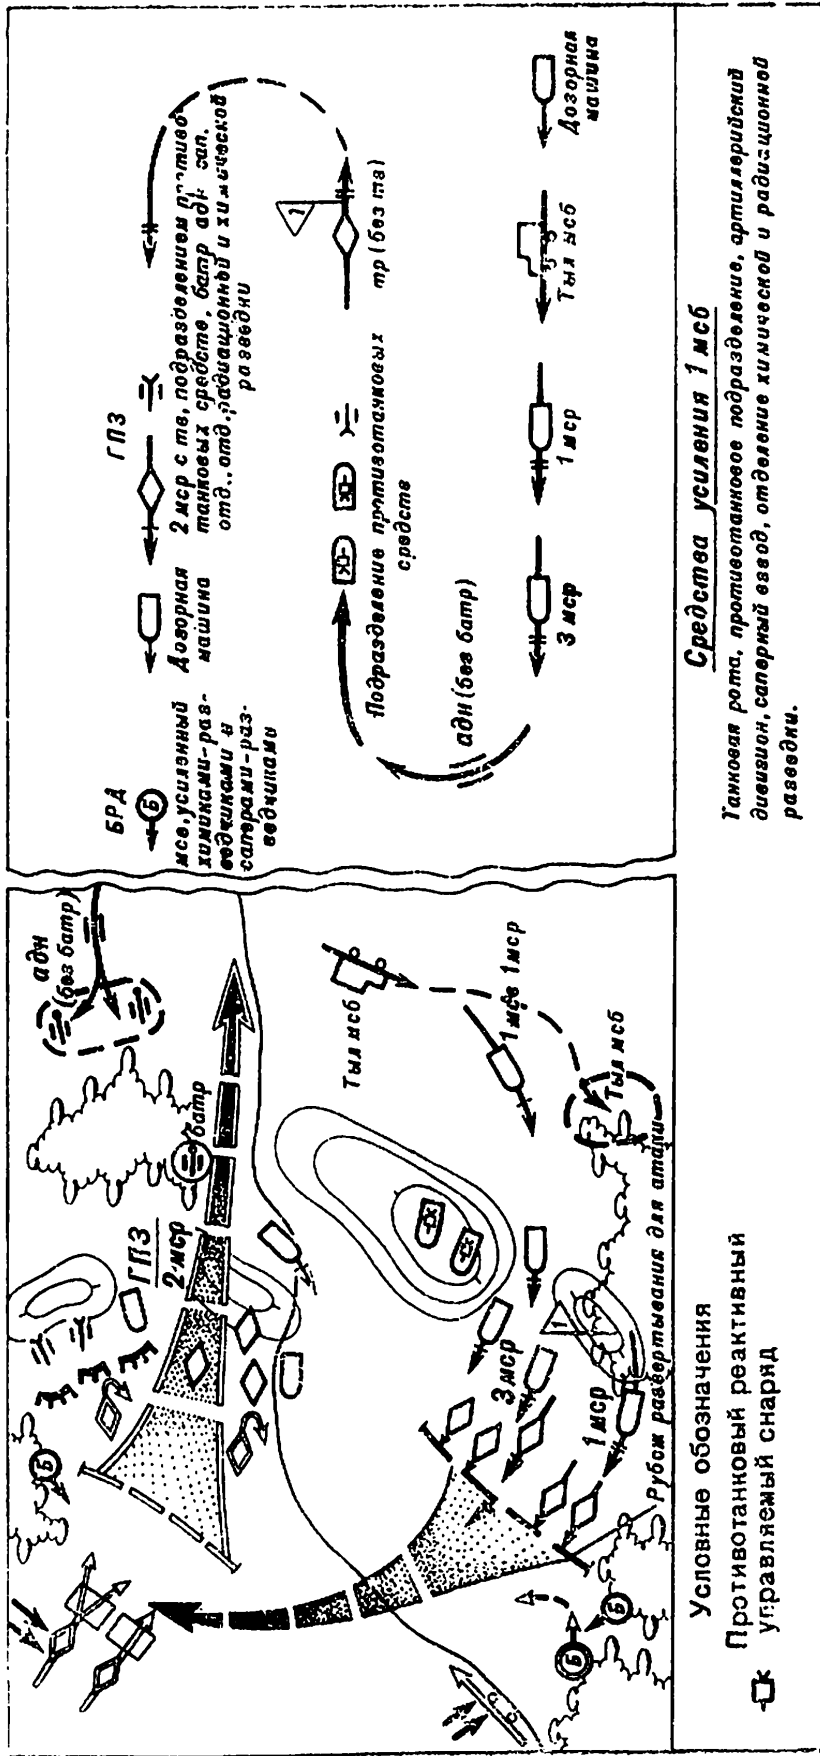 БРД
мсв, усиленный
химиками-раз-
ведчиками и
саперами-раз-
ведчиками
Дозорная
машина
ГПЗ
2 мср с тв, подразделением противо-
танковых средств, батр адн сап.
отд., отд. радиационной и химической
разведки
Подразделение противотанковых
средств
1
тр (без тв)
адн (без батр)
3 мср
1 мср
Тыл мсб
Дозорная
машина
Б
адн
(без батр)
батр
ГПЗ
2 мср
Б
Тыл мсб
1 мсв 1 мср
Тыл мсб
3 мср
1
1 мср
Рубеж развертывания для атаки
Б
Б
Средства усиления 1 мсб
Танковая рота, противотанковое подразделение, артиллерийский
дивизион, саперный взвод, отделение химической и радиационной
разведки.
Условные обозначения
Противотанковый реактивный
управляемый снаряд